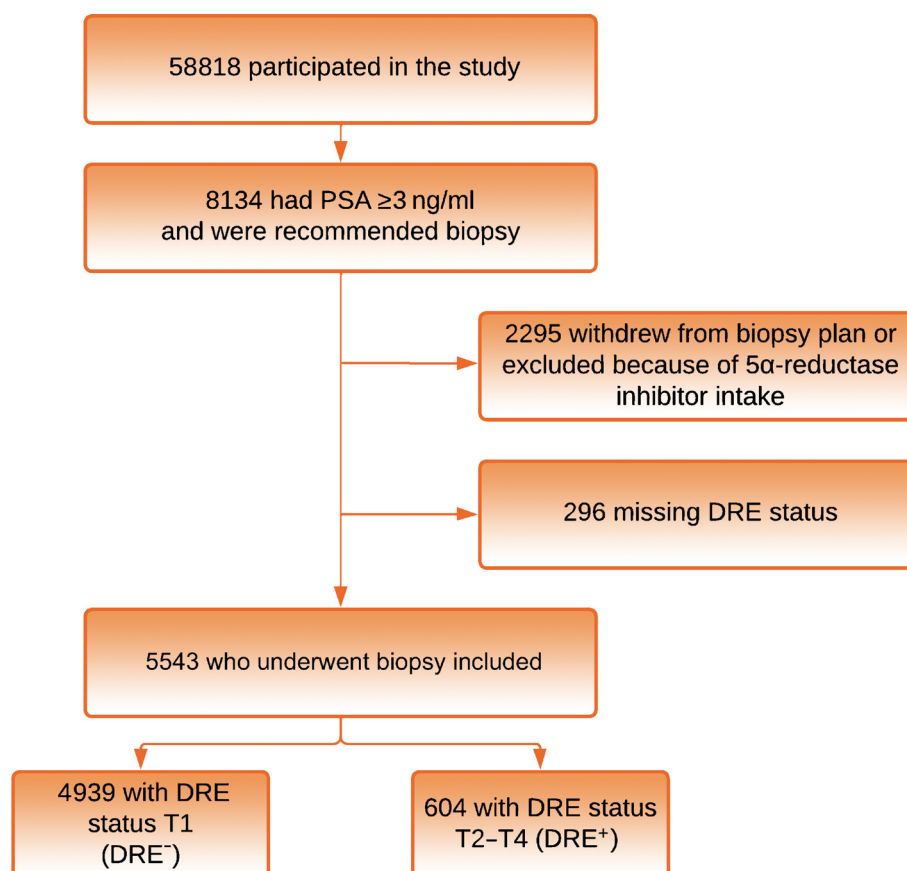 58818 participated in the study
8134 had PSA ≥3 ng/ml
and were recommended biopsy
2295 withdrew from biopsy plan or
excluded because of 5α-reductase
inhibitor intake
296 missing DRE status
5543 who underwent biopsy included
4939 with DRE
status T1
(DRE⁻)
604 with DRE status
T2–T4 (DRE⁺)